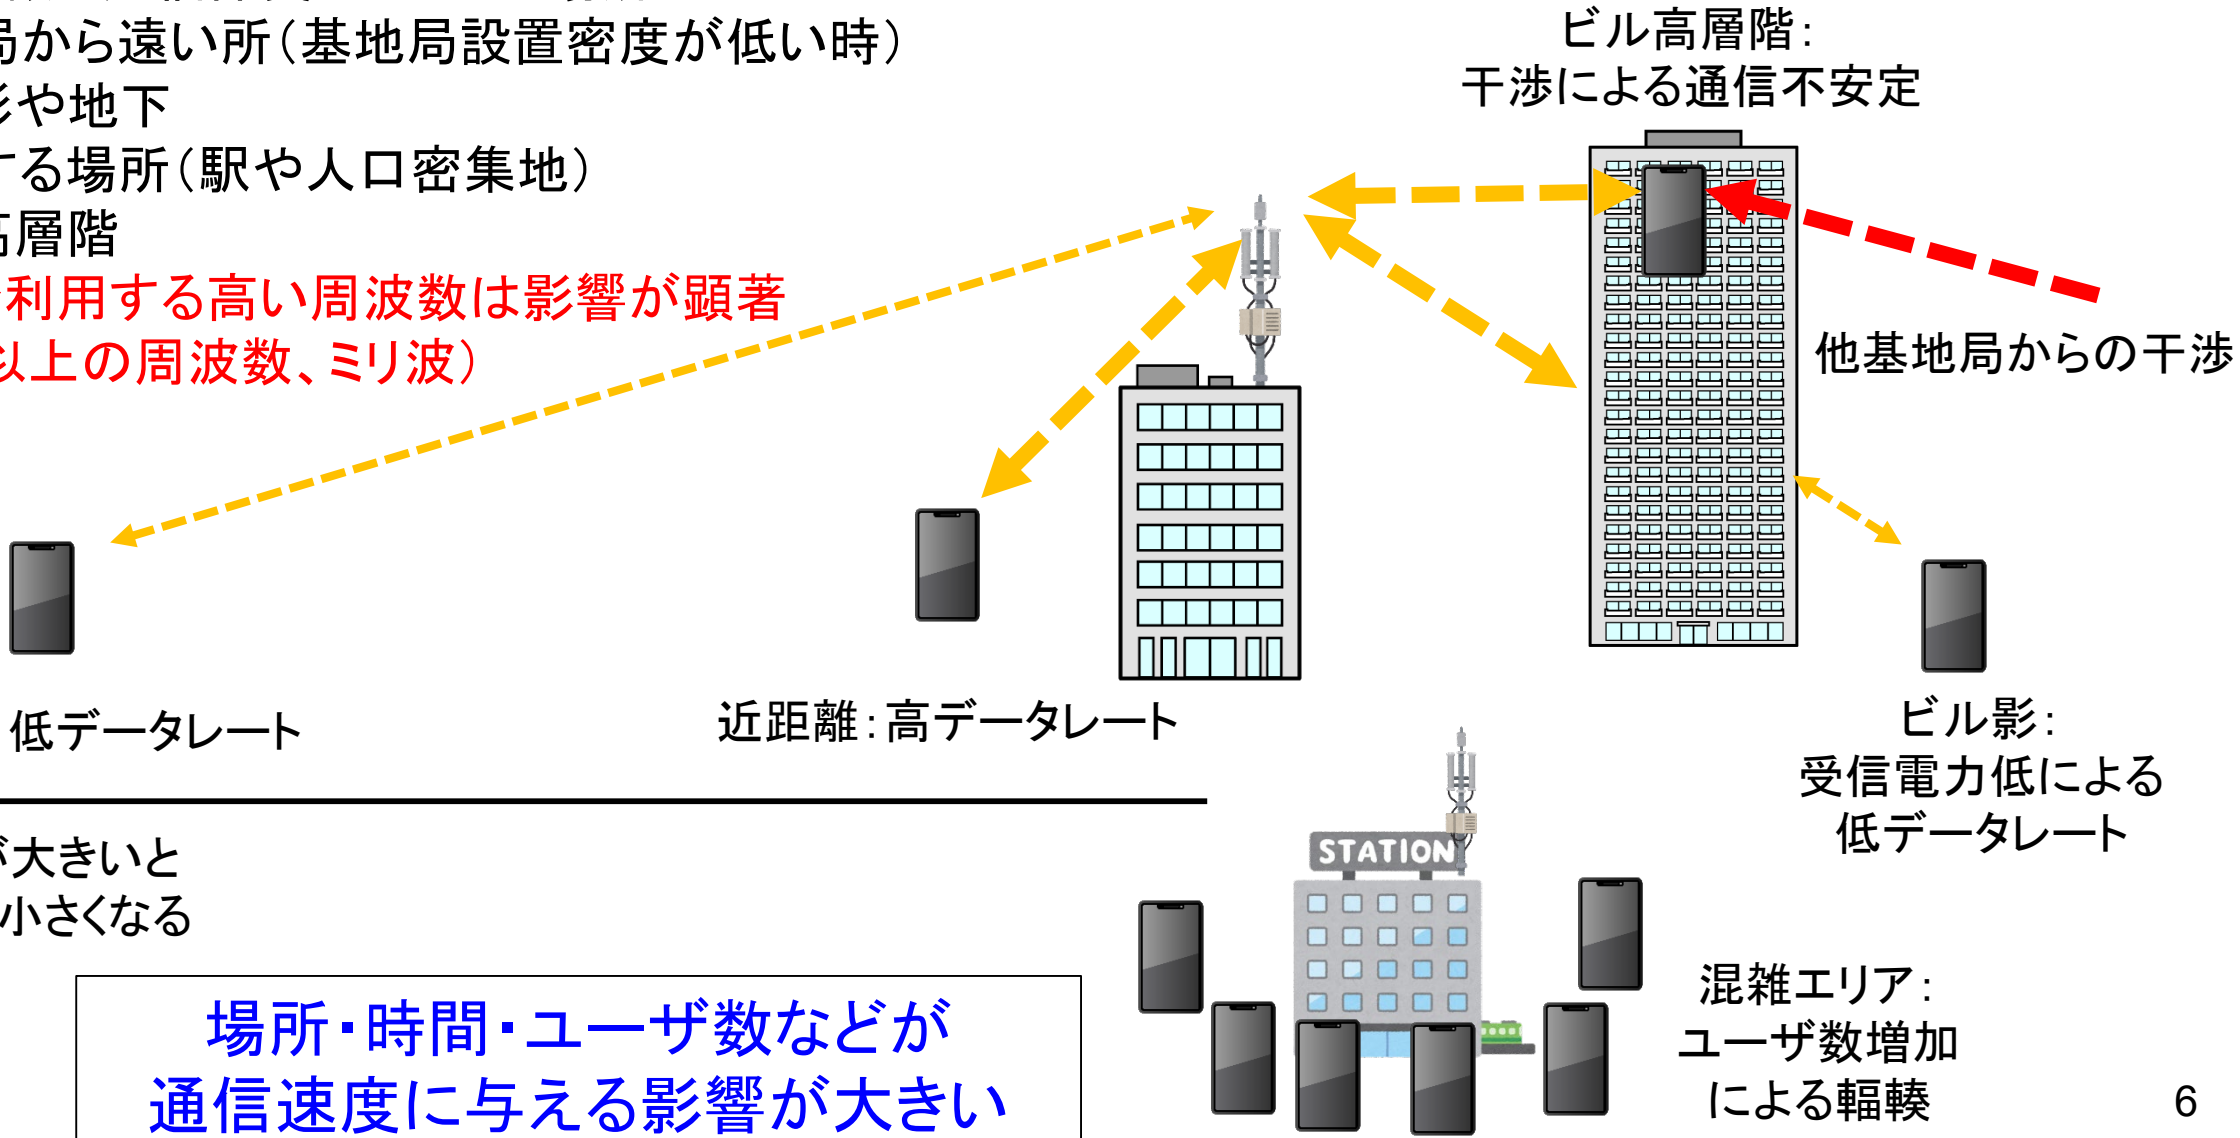 局から遠い所（基地局設置密度が低い時）
影や地下
する場所（駅や人口密集地）
高層階
利用する高い周波数は影響が顕著
以上の周波数、ミリ波）
ビル高層階：
干渉による通信不安定
他基地局からの干渉
低データレート
近距離：高データレート
ビル影：
受信電力低による
低データレート
が大きいと
小さくなる
STATION
場所・時間・ユーザ数などが
通信速度に与える影響が大きい
混雑エリア：
ユーザ数増加
による輻輳
6